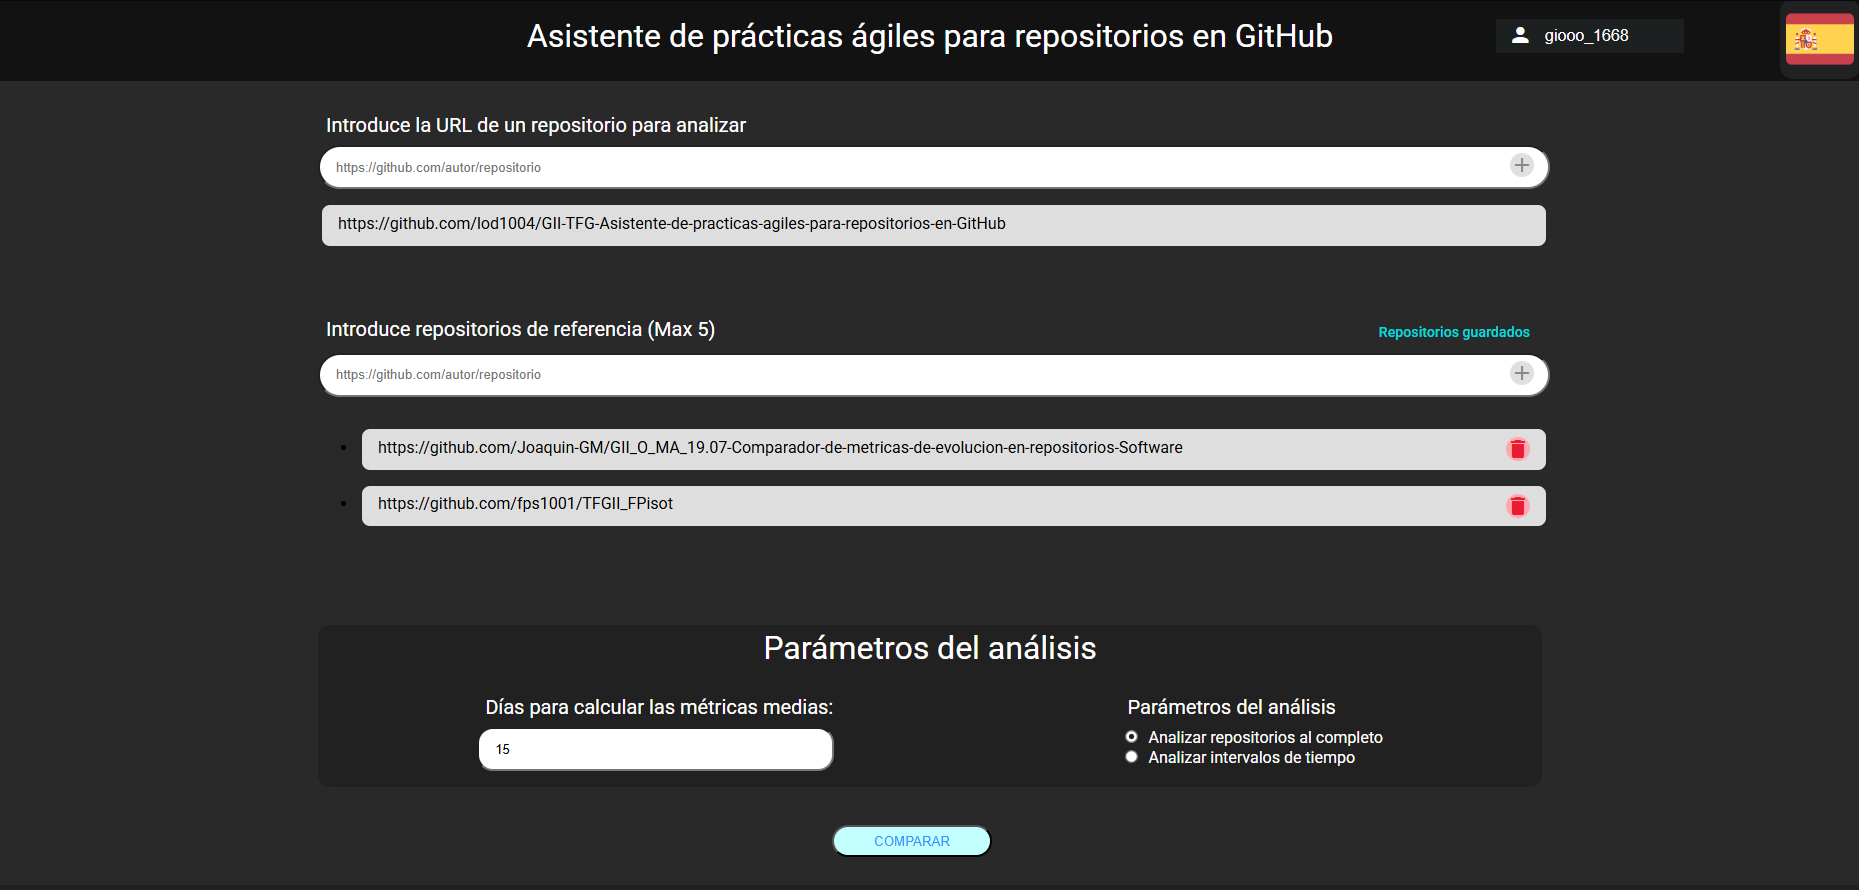 Asistente de prácticas ágiles para repositorios en GitHub
giooo_1668
Introduce la URL de un repositorio para analizar
https://github.com/autor/repositorio
https://github.com/lod1004/GII-TFG-Asistente-de-practicas-agiles-para-repositorios-en-GitHub
Introduce repositorios de referencia (Max 5)
Repositorios guardados
https://github.com/autor/repositorio
https://github.com/Joaquin-GM/GII_O_MA_19.07-Comparador-de-metricas-de-evolucion-en-repositorios-Software
https://github.com/fps1001/TFGII_FPisot
Parámetros del análisis
Días para calcular las métricas medias:
15
Parámetros del análisis
Analizar repositorios al completo
Analizar intervalos de tiempo
COMPARAR